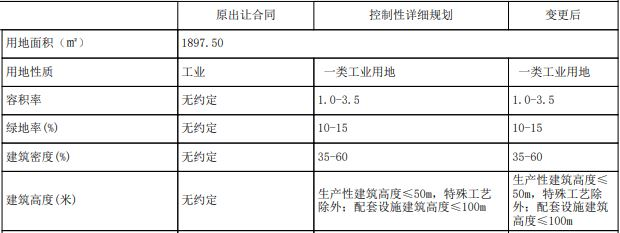 原出让合同 控制性详细规划 变更后
用地面积（㎡） 1897.50
用地性质 工业 一类工业用地 一类工业用地
容积率 无约定 1.0-3.5 1.0-3.5
绿地率(%) 无约定 10-15 10-15
建筑密度(%) 无约定 35-60 35-60
建筑高度(米) 无约定
生产性建筑高度≤50m，特殊工艺
除外；配套设施建筑高度≤100m
生产性建筑高度≤
50m，特殊工艺除
外；配套设施建筑
高度≤100m